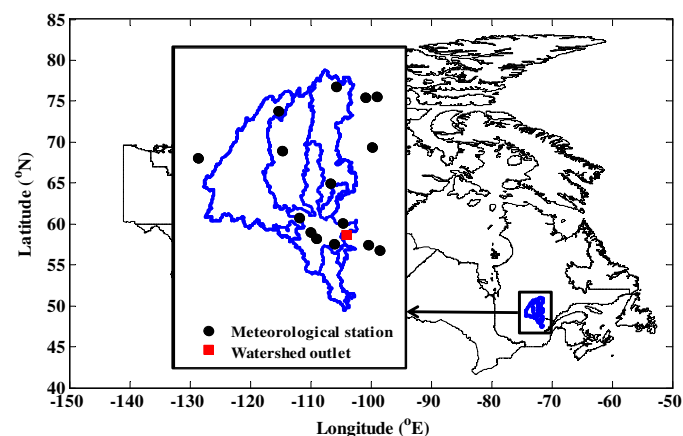 85
80
75
70
65
60
55
50
45
40
Latitude (°N)
Meteorological station
Watershed outlet
-150 -140 -130 -120 -110 -100 -90 -80 -70 -60 -50
Longitude (°E)